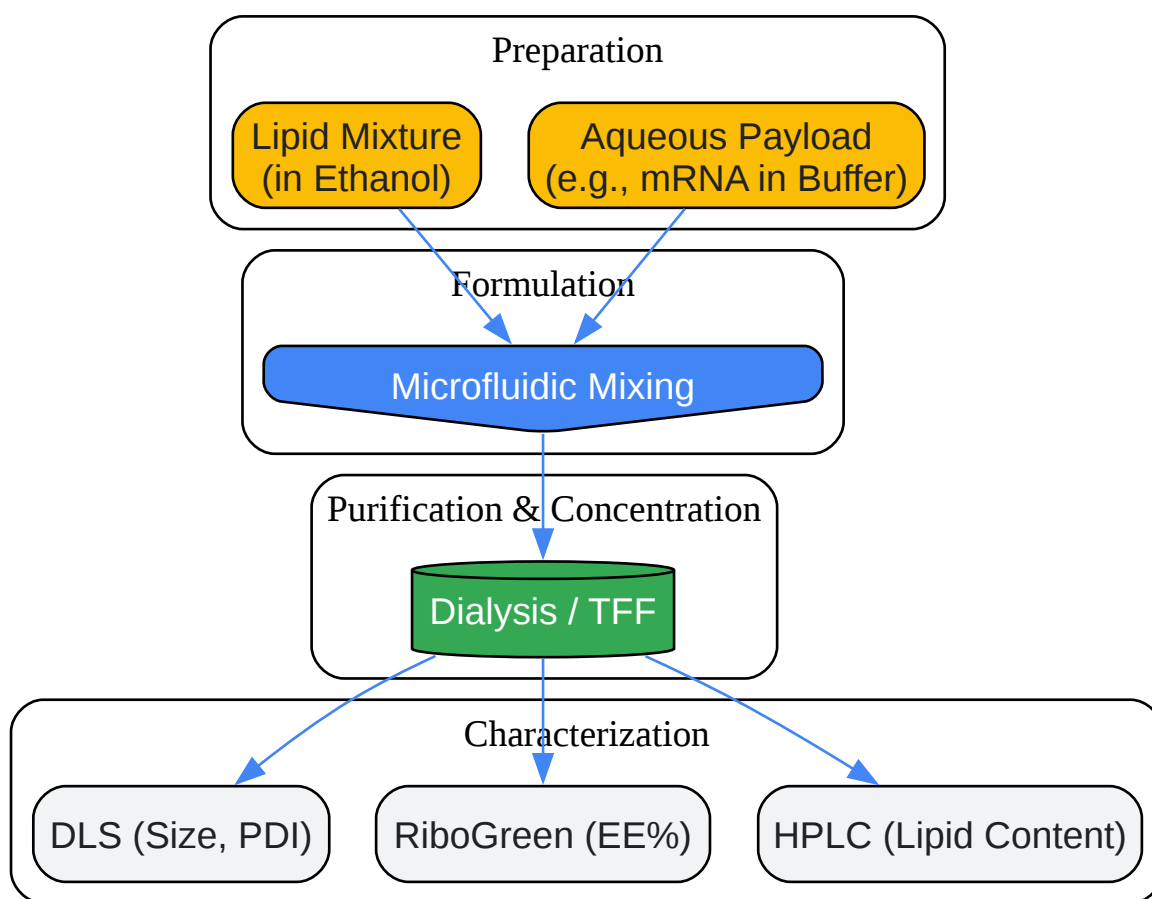 Preparation
Lipid Mixture
(in Ethanol)
Aqueous Payload
(e.g., mRNA in Buffer)
Formulation
Microfluidic Mixing
Purification & Concentration
Dialysis / TFF
Characterization
DLS (Size, PDI)
RiboGreen (EE%)
HPLC (Lipid Content)